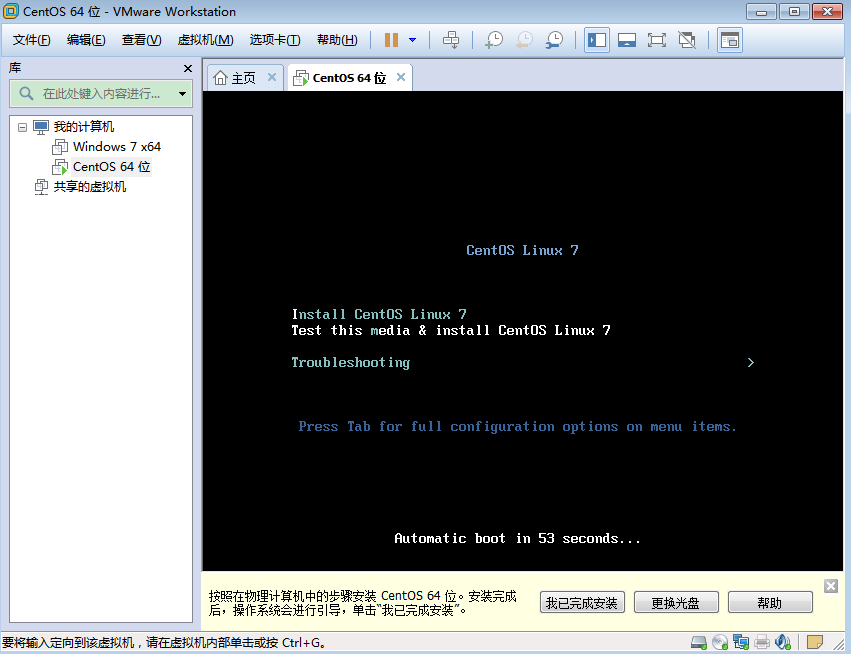 CentOS 64 位 - VMware Workstation
文件(F) 编辑(E) 查看(V) 虚拟机(M) 选项卡(T) 帮助(H)
库
在此处键入内容进行...
我的计算机
Windows 7 x64
CentOS 64 位
共享的虚拟机
主页 CentOS 64 位
CentOS Linux 7
Install CentOS Linux 7
Test this media & install CentOS Linux 7
Troubleshooting >
Press Tab for full configuration options on menu items.
Automatic boot in 53 seconds...
按照在物理计算机中的步骤安装 CentOS 64 位。安装完成
后，操作系统会进行引导，单击“我已完成安装”。
我已完成安装 更换光盘 帮助
要将输入定向到该虚拟机，请在虚拟机内部单击或按 Ctrl+G。